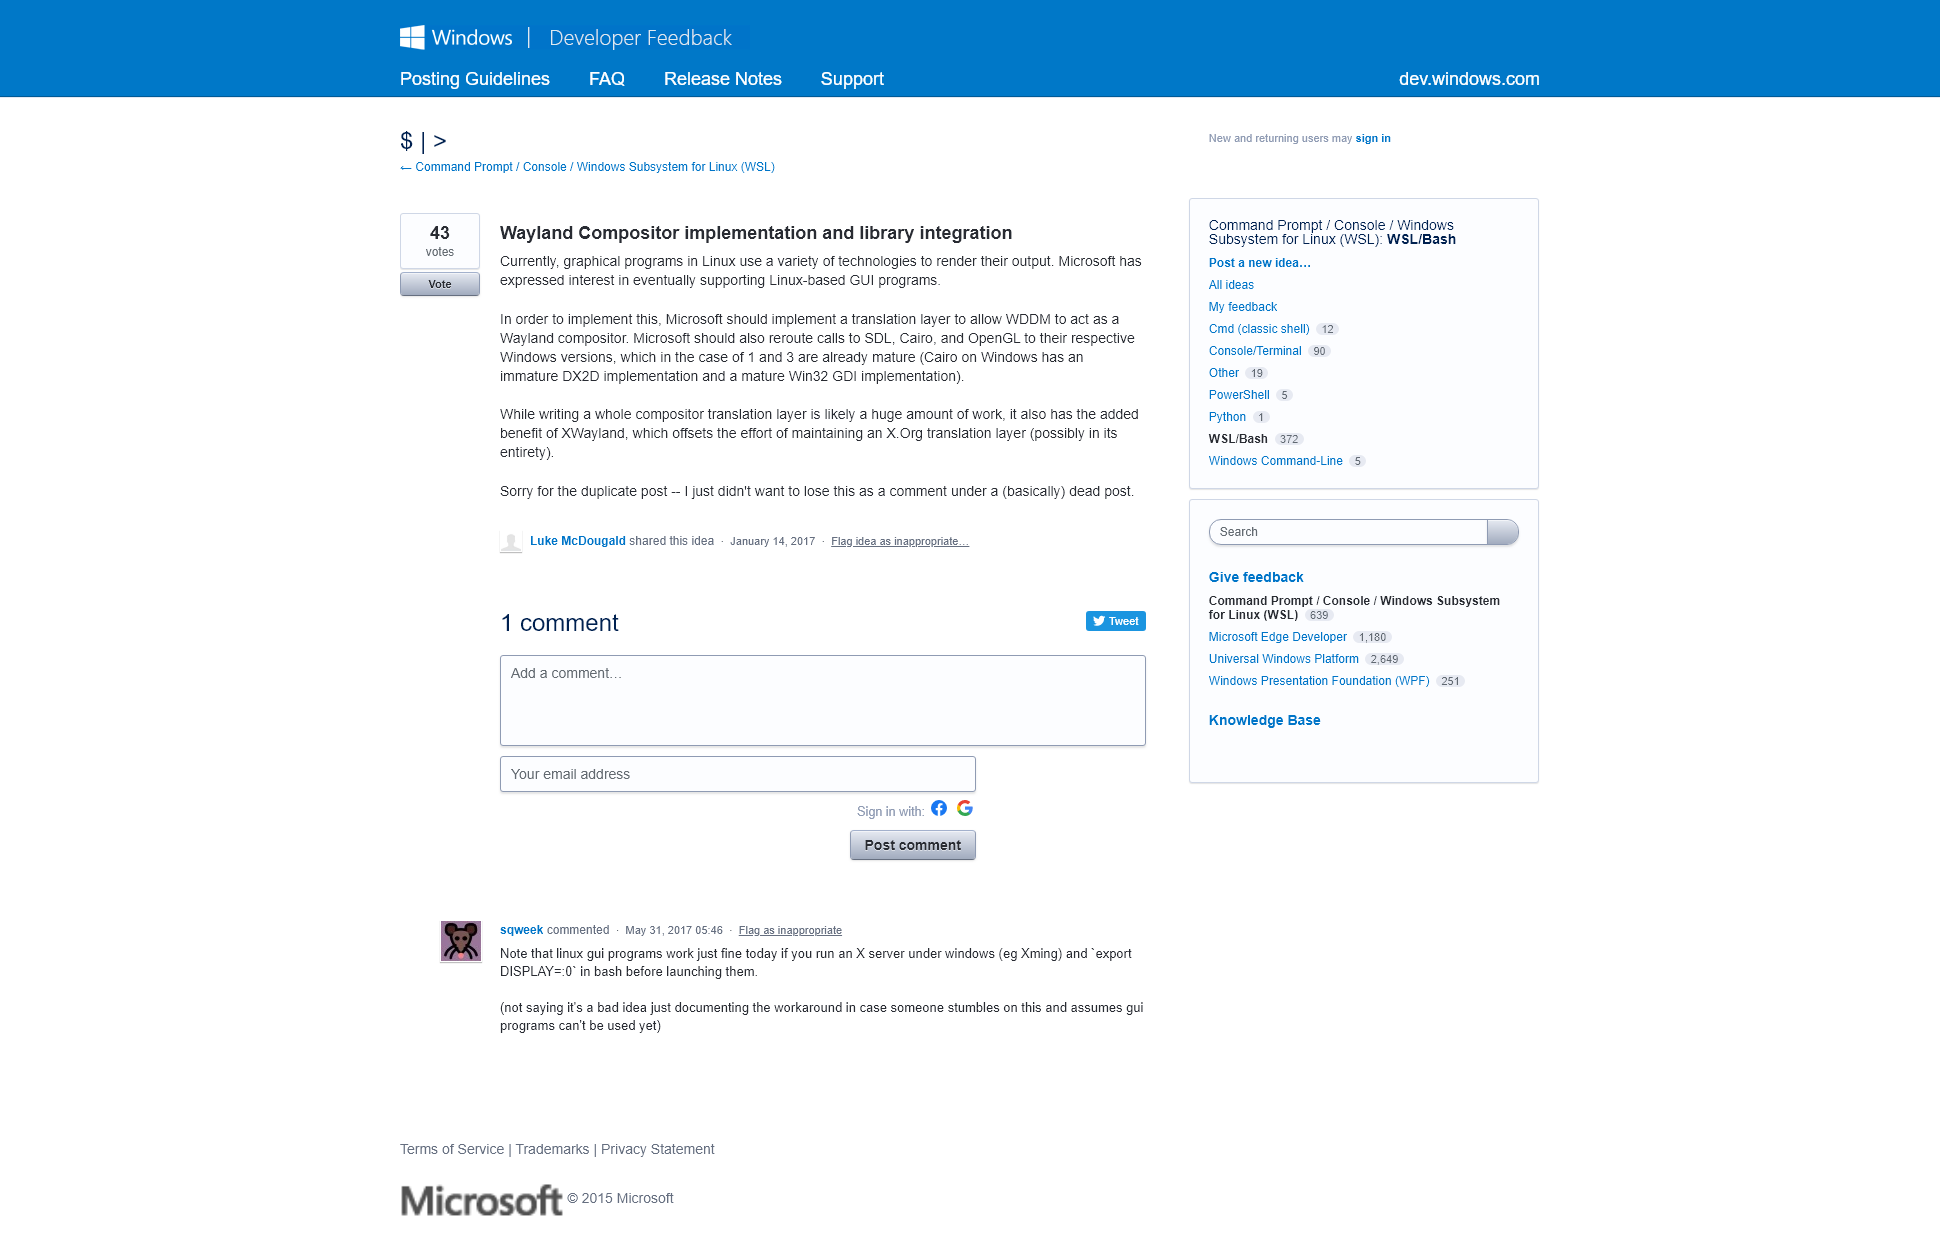 Windows | Developer Feedback
Posting Guidelines FAQ Release Notes Support dev.windows.com
$ | >
New and returning users may sign in
← Command Prompt / Console / Windows Subsystem for Linux (WSL)
43
votes
Vote
Wayland Compositor implementation and library integration
Currently, graphical programs in Linux use a variety of technologies to render their output. Microsoft has
expressed interest in eventually supporting Linux-based GUI programs.
In order to implement this, Microsoft should implement a translation layer to allow WDDM to act as a
Wayland compositor. Microsoft should also reroute calls to SDL, Cairo, and OpenGL to their respective
Windows versions, which in the case of 1 and 3 are already mature (Cairo on Windows has an
immature DX2D implementation and a mature Win32 GDI implementation).
While writing a whole compositor translation layer is likely a huge amount of work, it also has the added
benefit of XWayland, which offsets the effort of maintaining an X.Org translation layer (possibly in its
entirety).
Sorry for the duplicate post -- I just didn't want to lose this as a comment under a (basically) dead post.
Luke McDougald shared this idea · January 14, 2017 · Flag idea as inappropriate…
1 comment
Tweet
Add a comment…
Your email address
Sign in with:
Post comment
sqweek commented · May 31, 2017 05:46 · Flag as inappropriate
Note that linux gui programs work just fine today if you run an X server under windows (eg Xming) and `export
DISPLAY=:0` in bash before launching them.
(not saying it's a bad idea just documenting the workaround in case someone stumbles on this and assumes gui
programs can't be used yet)
Command Prompt / Console / Windows
Subsystem for Linux (WSL): WSL/Bash
Post a new idea…
All ideas
My feedback
Cmd (classic shell) 12
Console/Terminal 90
Other 19
PowerShell 5
Python 1
WSL/Bash 372
Windows Command-Line 5
Search
Give feedback
Command Prompt / Console / Windows Subsystem
for Linux (WSL) 639
Microsoft Edge Developer 1,180
Universal Windows Platform 2,649
Windows Presentation Foundation (WPF) 251
Knowledge Base
Terms of Service | Trademarks | Privacy Statement
Microsoft © 2015 Microsoft